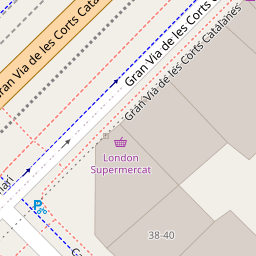 Gran Via de les Corts Cata
Gran Via de les Corts
Gran Via de les Corts Catalanes
London
Supermercat
38-40